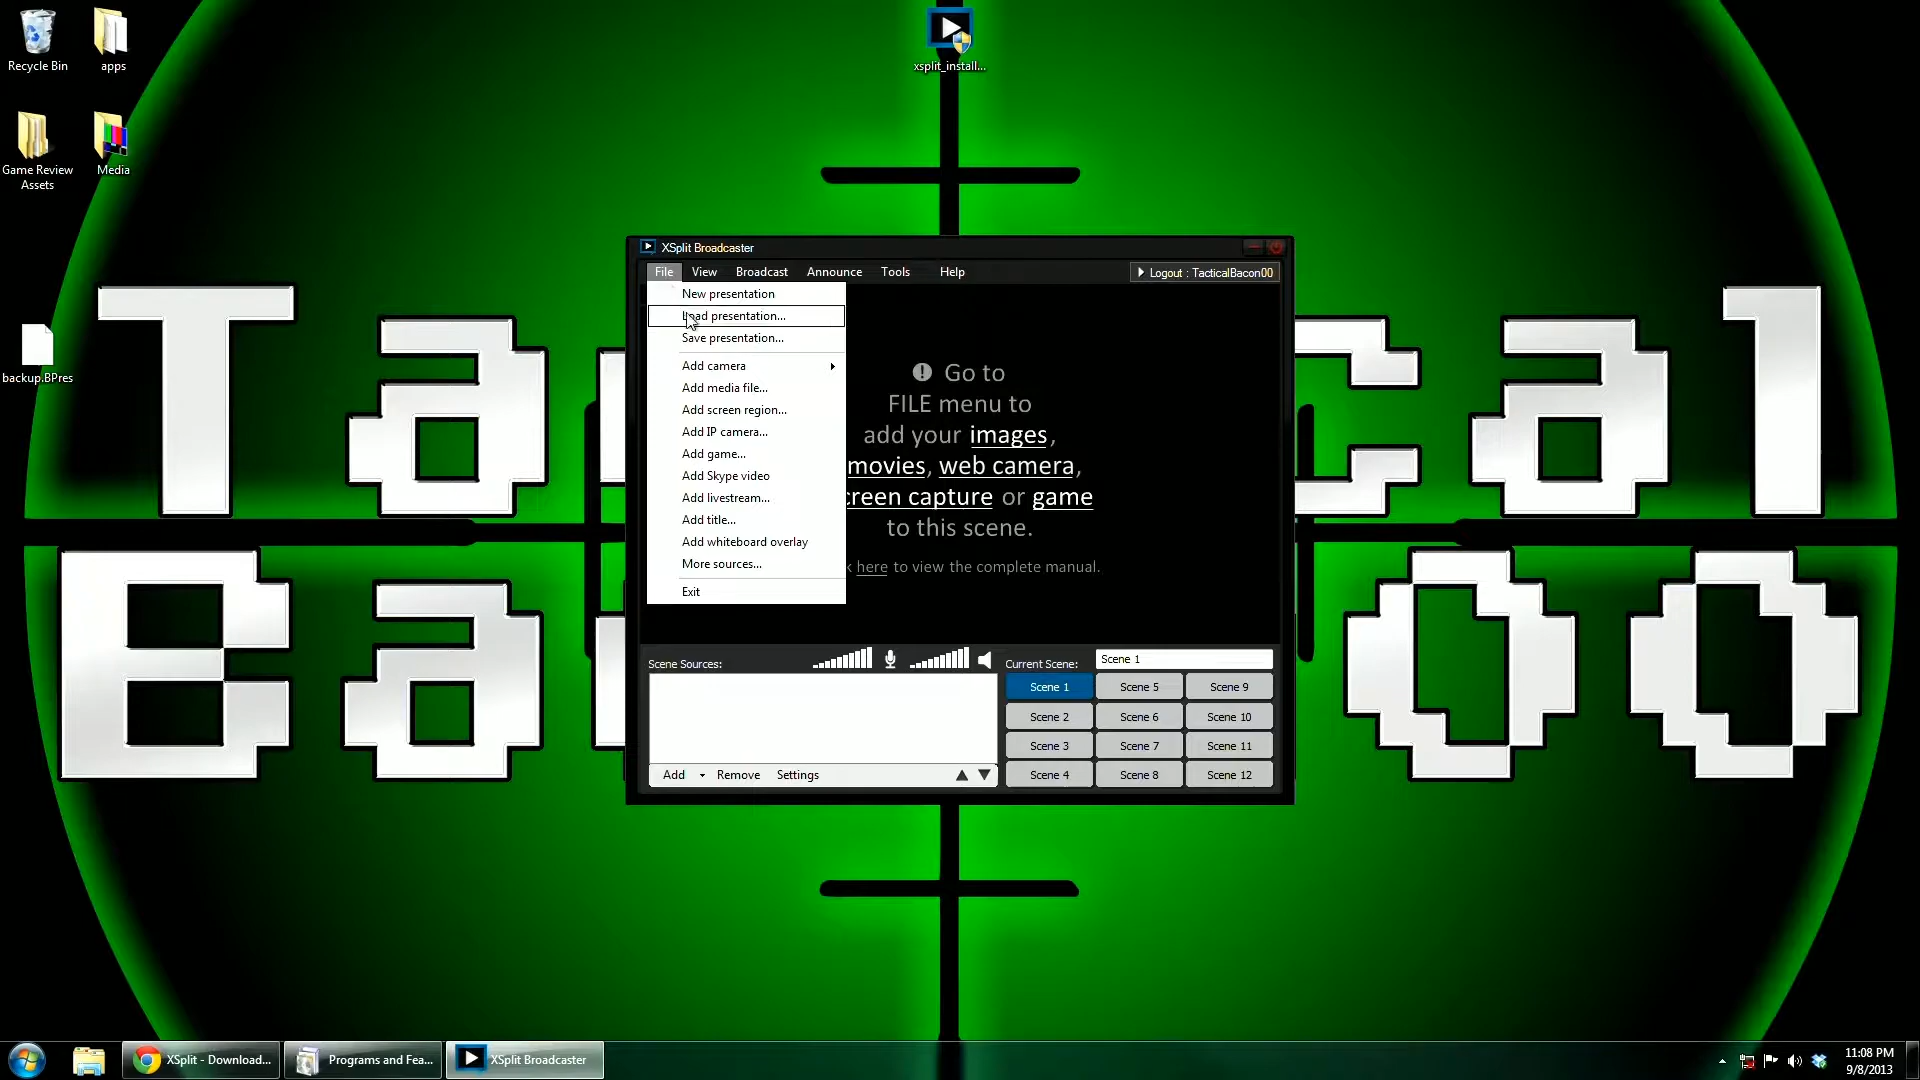 Recycle Bin
apps
xsplit_install...
Game Review
Assets
Media
backup.BPres
XSplit Broadcaster
File View Broadcast Announce Tools Help
Logout : TacticalBacon00
New presentation
Load presentation...
Save presentation...
Add camera
Add media file...
Add screen region...
Add IP camera...
Add game...
Add Skype video
Add livestream...
Add title...
Add whiteboard overlay
More sources...
Exit
Go to
FILE menu to
add your images,
movies, web camera,
creen capture or game
to this scene.
k here to view the complete manual.
Scene Sources:
Current Scene: Scene 1
Scene 1 Scene 5 Scene 9
Scene 2 Scene 6 Scene 10
Scene 3 Scene 7 Scene 11
Scene 4 Scene 8 Scene 12
Add Remove Settings
XSplit - Download...
Programs and Fea...
XSplit Broadcaster
11:08 PM
9/8/2013